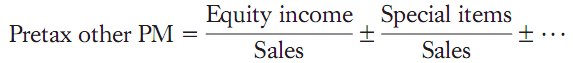 Pretax other PM = Equity income / Sales ± Special items / Sales ± ···